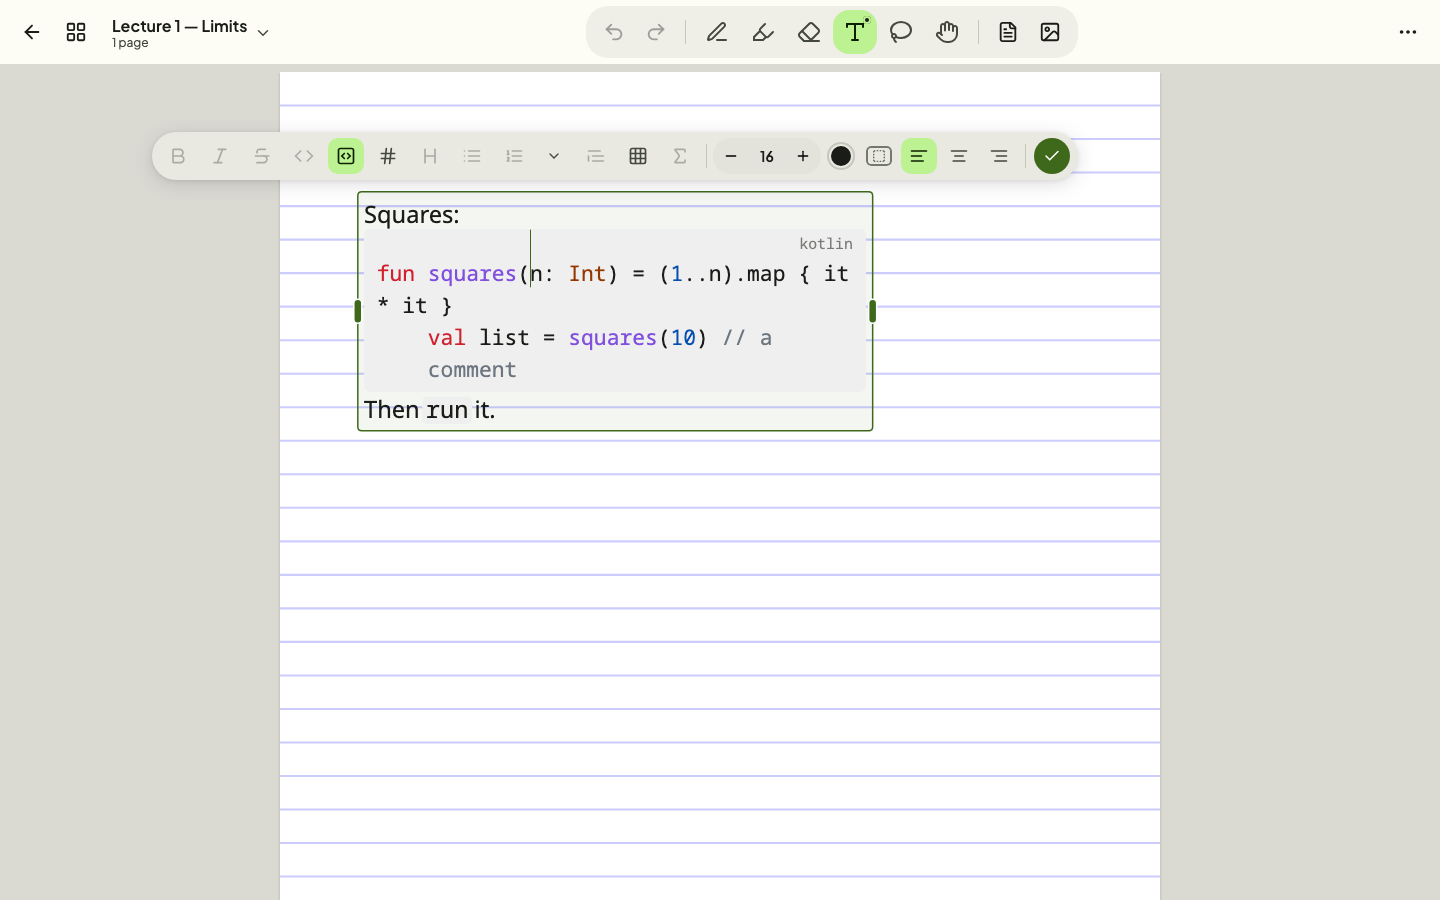 Lecture 1 — Limits
1 page
16
Squares:
kotlin
fun squares(n: Int) = (1..n).map { it
* it }
val list = squares(10) // a
comment
Then run it.